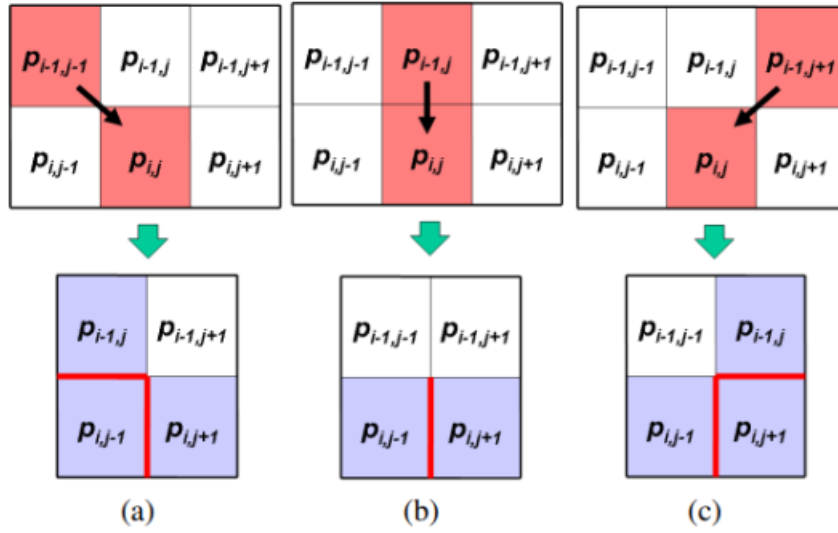 p_{i-1,j-1} p_{i-1,j} p_{i-1,j+1} p_{i-1,j-1} p_{i-1,j} p_{i-1,j+1} p_{i-1,j-1} p_{i-1,j} p_{i-1,j+1}
p_{i,j-1} p_{i,j} p_{i,j+1} p_{i,j-1} p_{i,j} p_{i,j+1} p_{i,j-1} p_{i,j} p_{i,j+1}
p_{i-1,j} p_{i-1,j+1} p_{i-1,j-1} p_{i-1,j+1} p_{i-1,j-1} p_{i-1,j}
p_{i,j-1} p_{i,j+1} p_{i,j-1} p_{i,j+1} p_{i,j-1} p_{i,j+1}
(a) (b) (c)